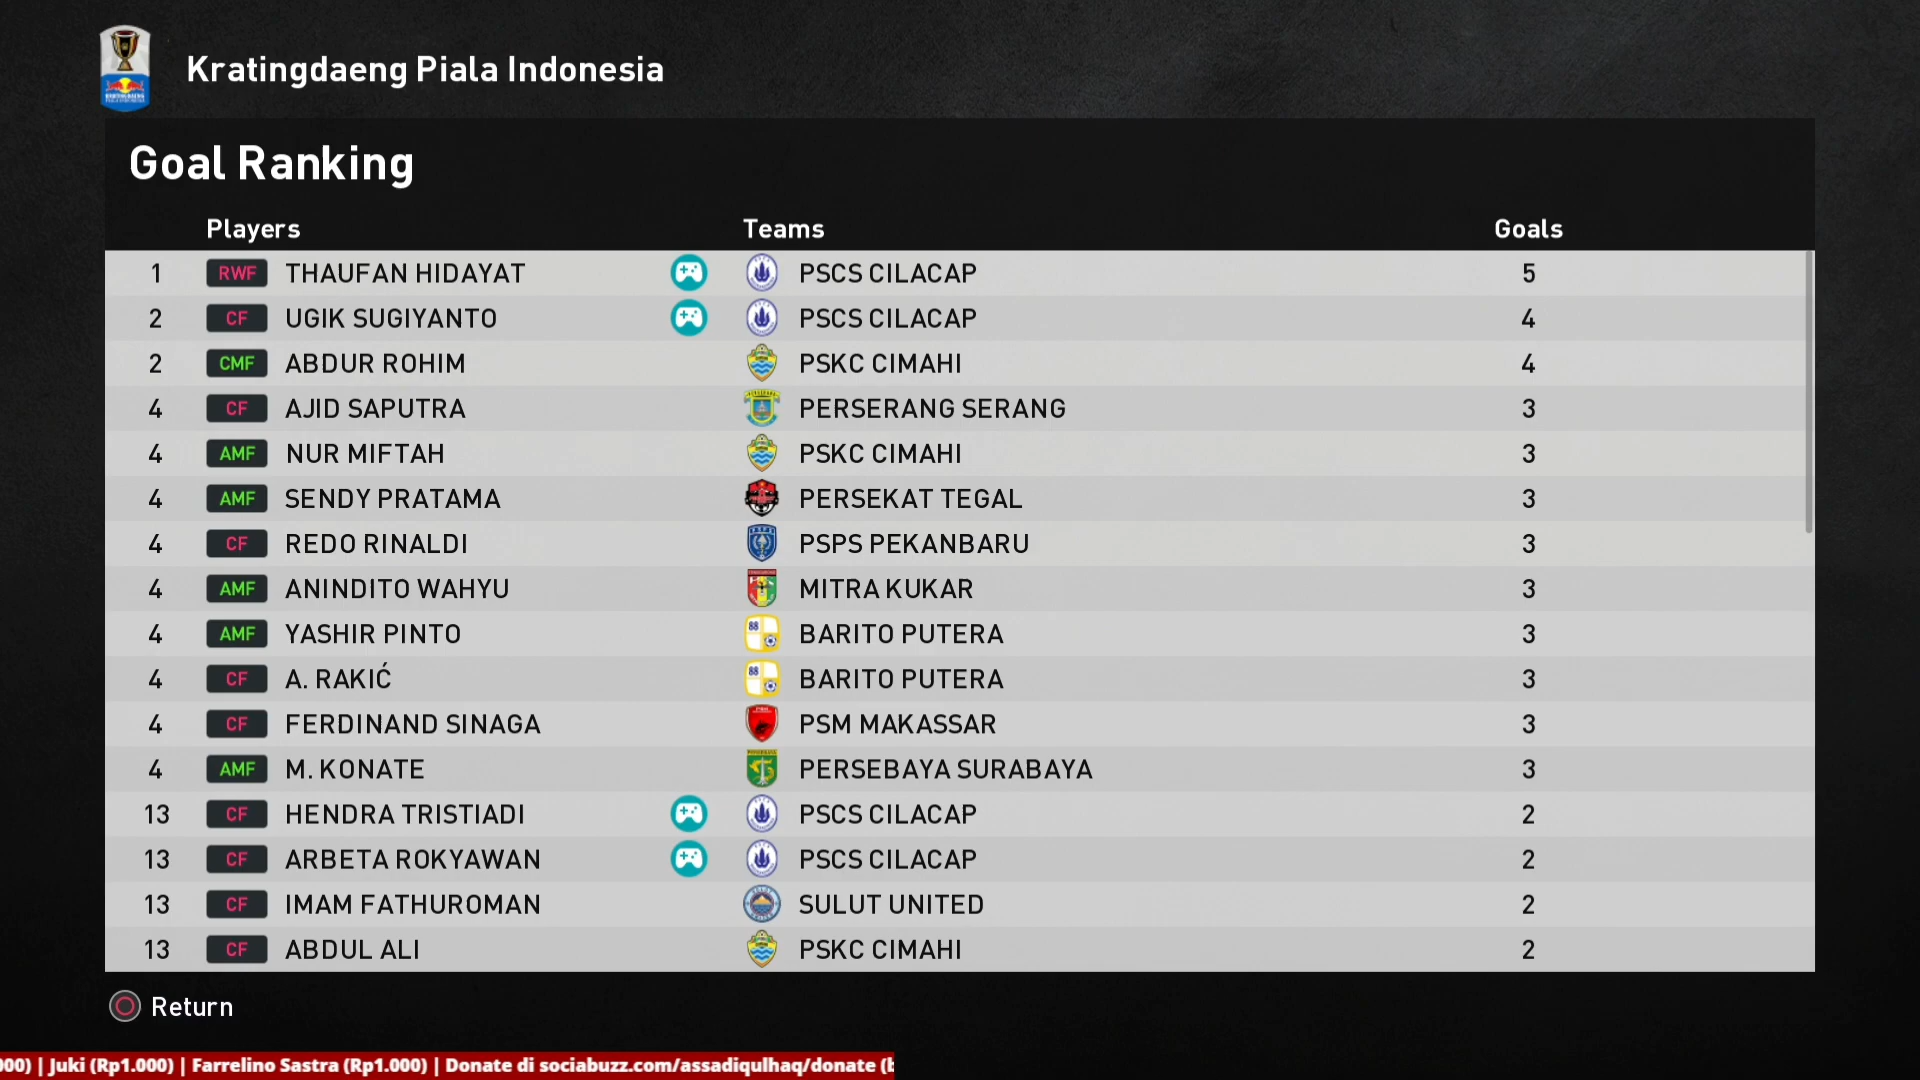 Kratingdaeng Piala Indonesia
Goal Ranking
Players Teams Goals
1 RWF THAUFAN HIDAYAT PSCS CILACAP 5
2 CF UGIK SUGIYANTO PSCS CILACAP 4
2 CMF ABDUR ROHIM PSKC CIMAHI 4
4 CF AJID SAPUTRA PERSERANG SERANG 3
4 AMF NUR MIFTAH PSKC CIMAHI 3
4 AMF SENDY PRATAMA PERSEKAT TEGAL 3
4 CF REDO RINALDI PSPS PEKANBARU 3
4 AMF ANINDITO WAHYU MITRA KUKAR 3
4 AMF YASHIR PINTO BARITO PUTERA 3
4 CF A. RAKIĆ BARITO PUTERA 3
4 CF FERDINAND SINAGA PSM MAKASSAR 3
4 AMF M. KONATE PERSEBAYA SURABAYA 3
13 CF HENDRA TRISTIADI PSCS CILACAP 2
13 CF ARBETA ROKYAWAN PSCS CILACAP 2
13 CF IMAM FATHUROMAN SULUT UNITED 2
13 CF ABDUL ALI PSKC CIMAHI 2
Return
000) | Juki (Rp1.000) | Farrelino Sastra (Rp1.000) | Donate di sociabuzz.com/assadiqulhaq/donate (